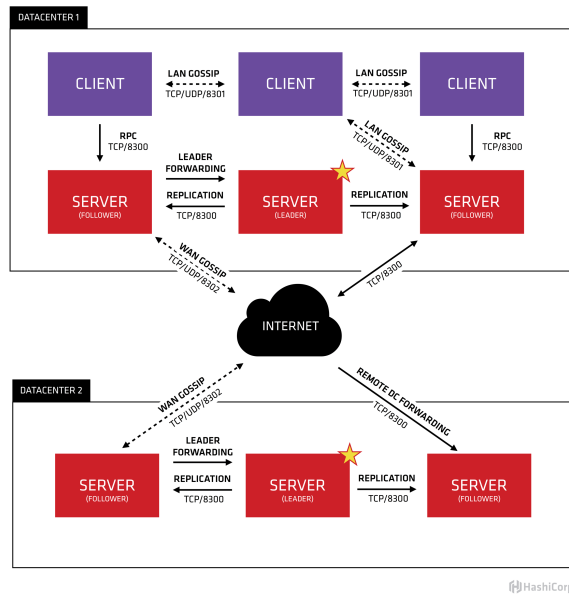 DATACENTER 1
CLIENT
LAN GOSSIP
TCP/UDP/8301
CLIENT
LAN GOSSIP
TCP/UDP/8301
CLIENT
RPC
TCP/8300
LAN GOSSIP
TCP/UDP/8301
RPC
TCP/8300
LEADER
FORWARDING
SERVER
(FOLLOWER)
REPLICATION
TCP/8300
SERVER
(LEADER)
REPLICATION
TCP/8300
SERVER
(FOLLOWER)
WAN GOSSIP
TCP/UDP/8302
TCP/8300
INTERNET
DATACENTER 2
WAN GOSSIP
TCP/UDP/8302
REMOTE DC FORWARDING
TCP/8300
LEADER
FORWARDING
SERVER
(FOLLOWER)
REPLICATION
TCP/8300
SERVER
(LEADER)
REPLICATION
TCP/8300
SERVER
(FOLLOWER)
HashiCorp